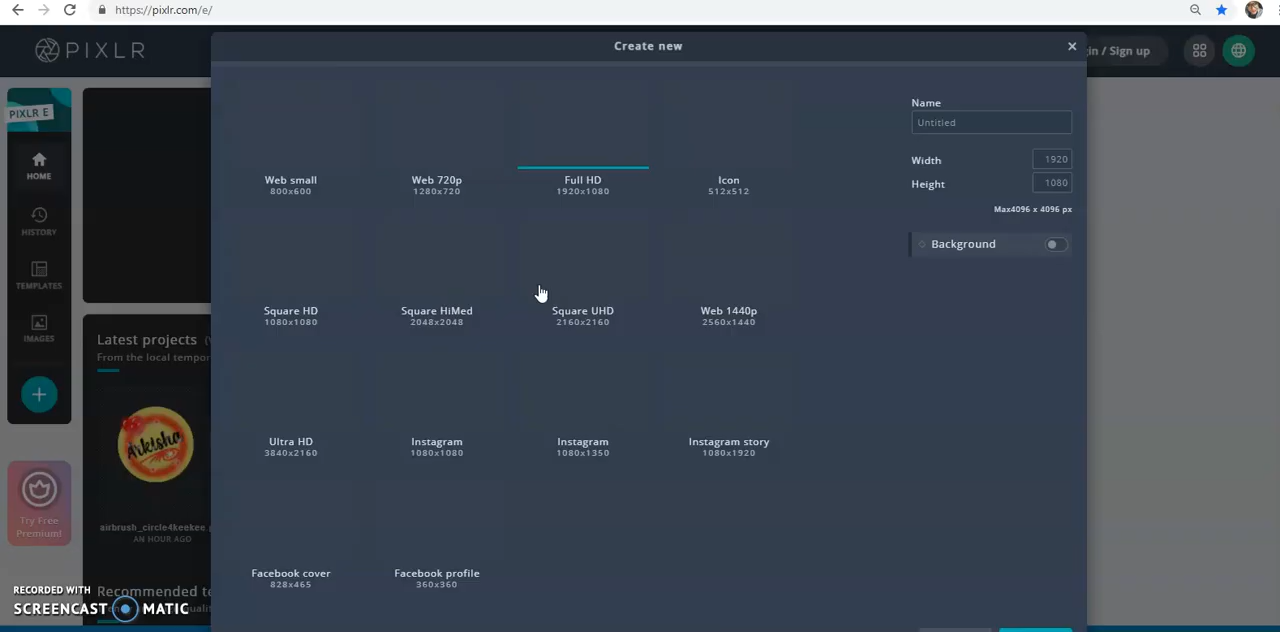 https://pixlr.com/e/
PIXLR
Create new
in / Sign up
PIXLR E
HOME
HISTORY
TEMPLATES
IMAGES
Try Free
Premium!
Latest projects
From the local tempor
Arkisha
airbrush_circle4keekee.
AN HOUR AGO
Recommended te
RECORDED WITH
SCREENCAST MATIC
Web small
800x600
Web 720p
1280x720
Full HD
1920x1080
Icon
512x512
Square HD
1080x1080
Square HiMed
2048x2048
Square UHD
2160x2160
Web 1440p
2560x1440
Ultra HD
3840x2160
Instagram
1080x1080
Instagram
1080x1350
Instagram story
1080x1920
Facebook cover
828x465
Facebook profile
360x360
Name
Untitled
Width 1920
Height 1080
Max4096 x 4096 px
Background